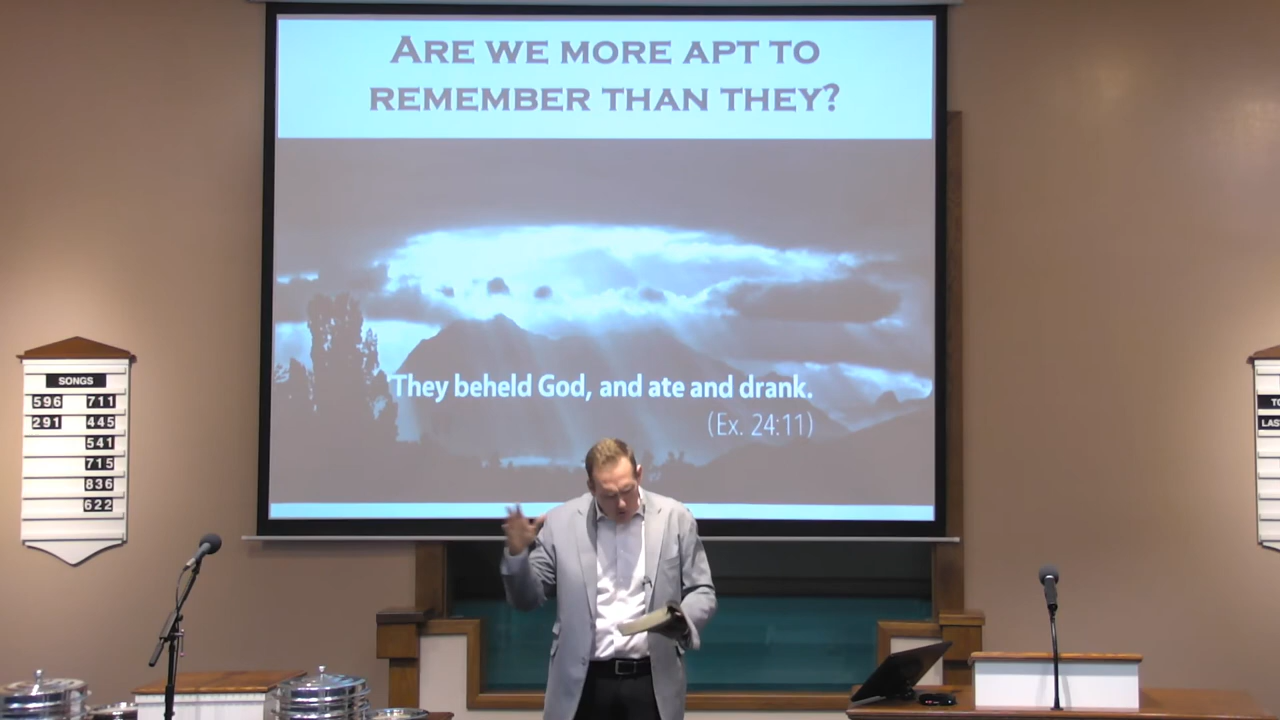 ARE WE MORE APT TO
REMEMBER THAN THEY?
They beheld God, and ate and drank.
(Ex. 24:11)
SONGS
596 711
291 445
541
715
836
622